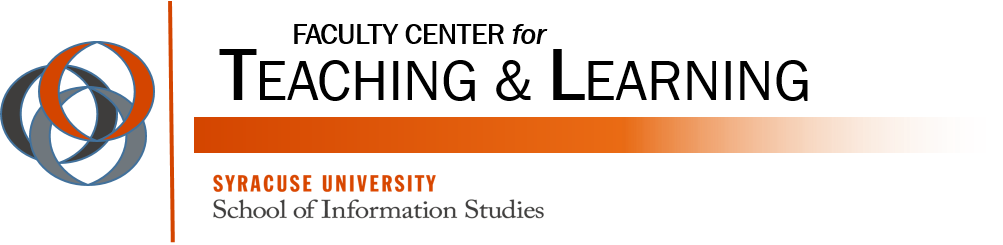 FACULTY CENTER for
TEACHING & LEARNING
SYRACUSE UNIVERSITY
School of Information Studies